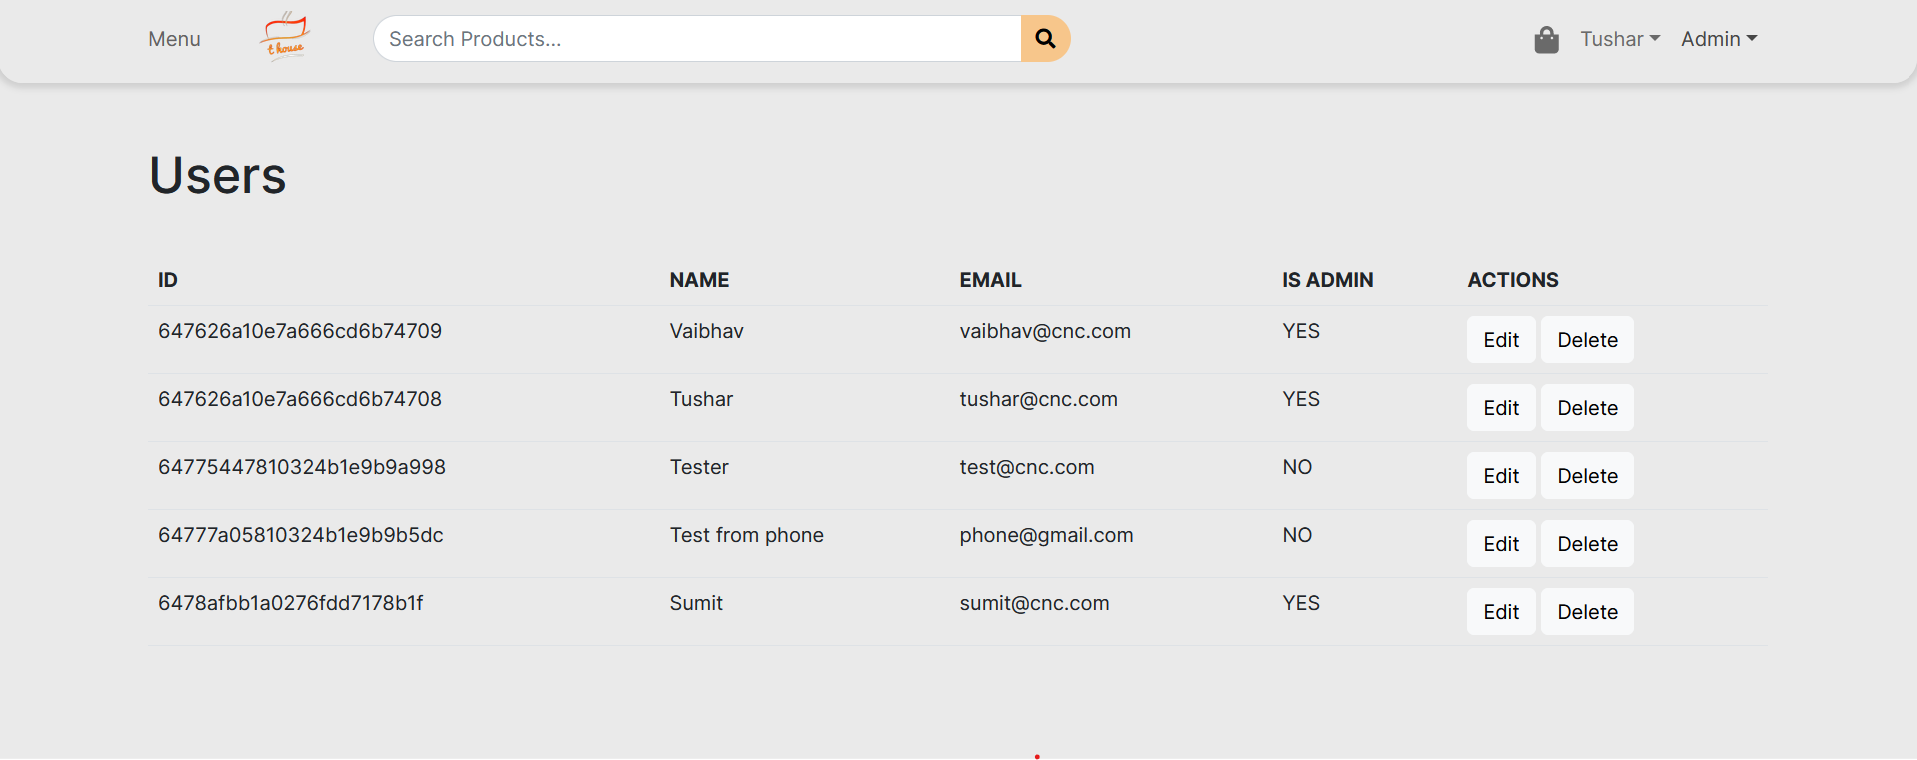 Menu t house Search Products... Tushar Admin
Users
ID NAME EMAIL IS ADMIN ACTIONS
647626a10e7a666cd6b74709 Vaibhav vaibhav@cnc.com YES Edit Delete
647626a10e7a666cd6b74708 Tushar tushar@cnc.com YES Edit Delete
64775447810324b1e9b9a998 Tester test@cnc.com NO Edit Delete
64777a05810324b1e9b9b5dc Test from phone phone@gmail.com NO Edit Delete
6478afbb1a0276fdd7178b1f Sumit sumit@cnc.com YES Edit Delete